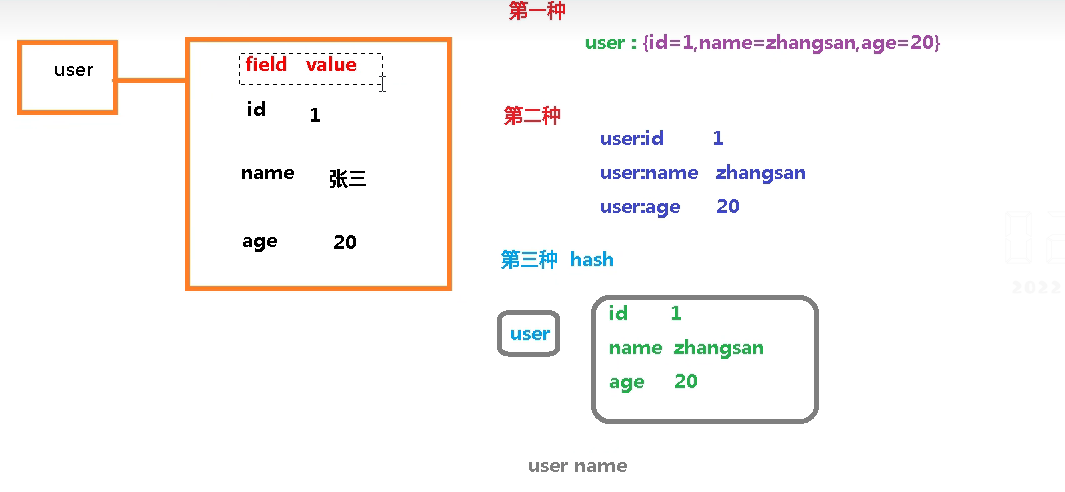 user
field value
id 1
name 张三
age 20
第一种
user : {id=1,name=zhangsan,age=20}
第二种
user:id 1
user:name zhangsan
user:age 20
第三种 hash
user
id 1
name zhangsan
age 20
user name
2022